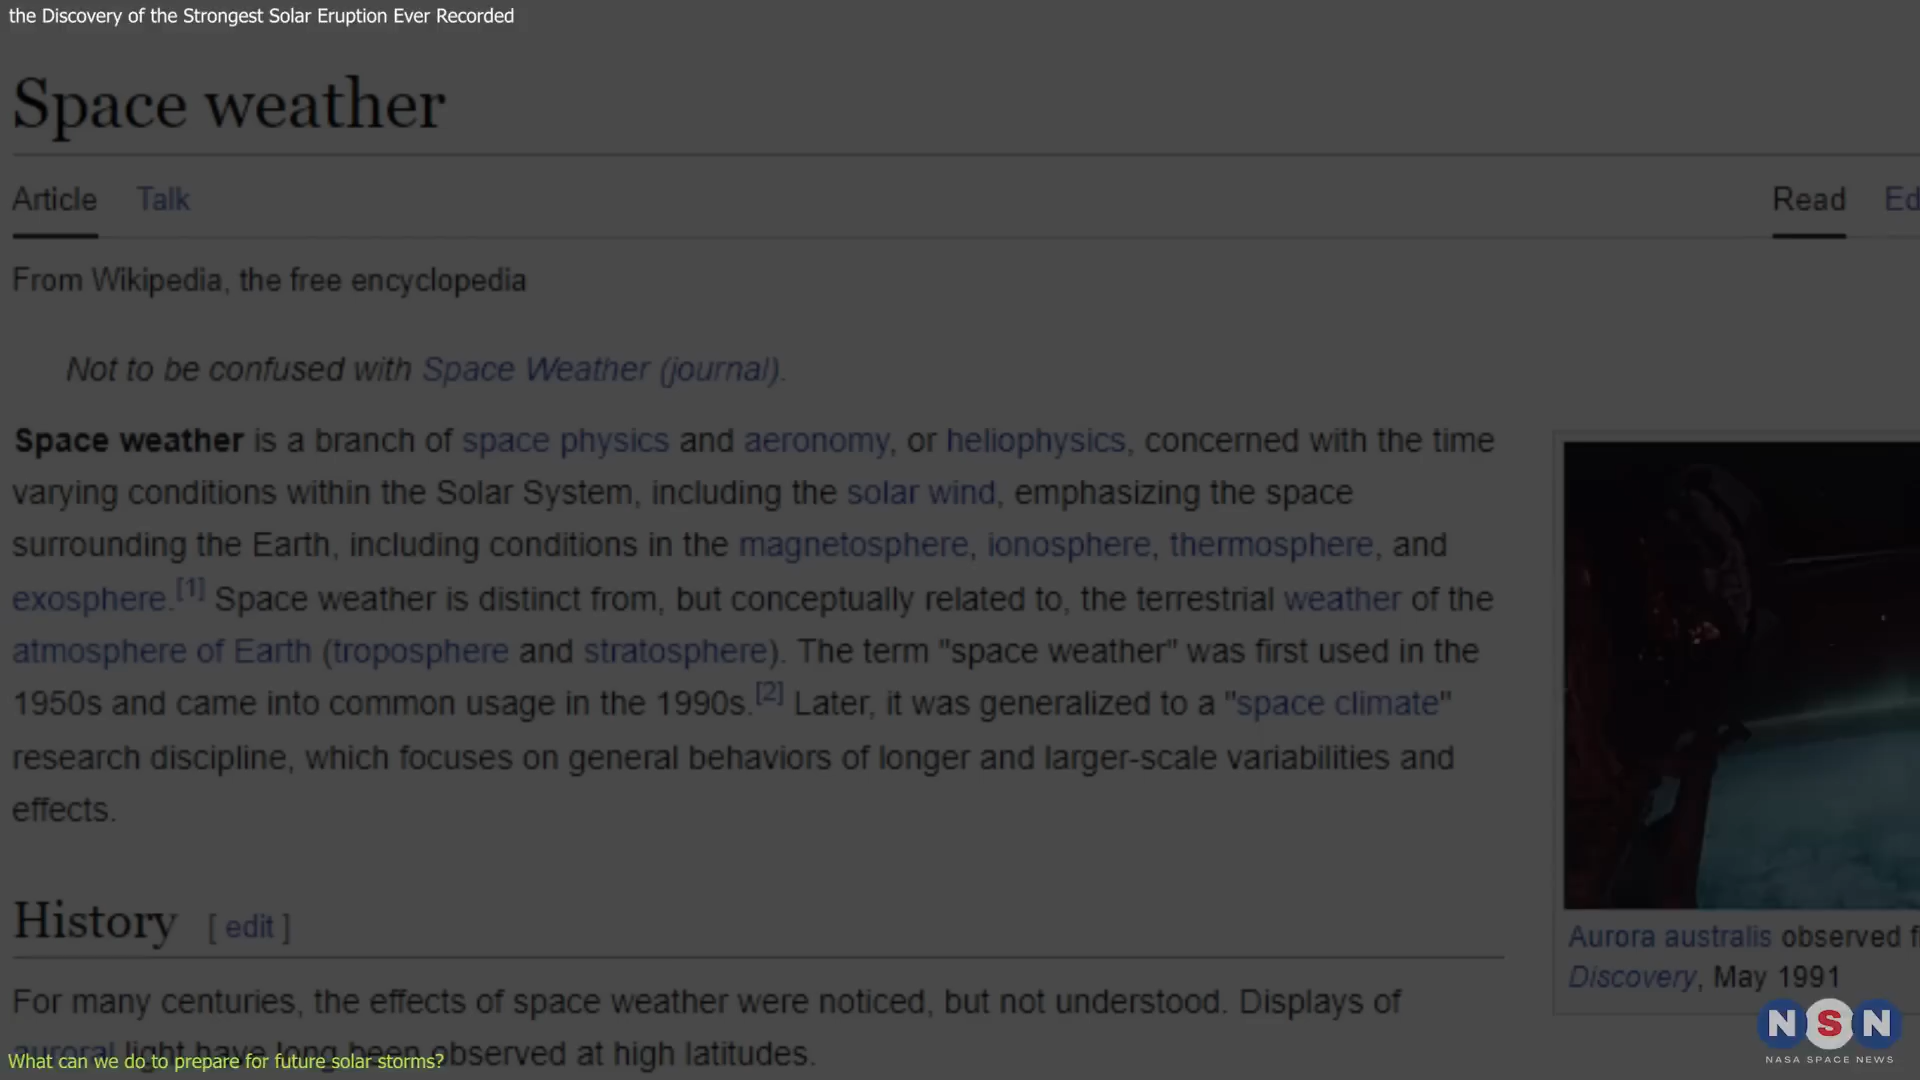 the Discovery of the Strongest Solar Eruption Ever Recorded
Space weather
Article Talk Read Ed
From Wikipedia, the free encyclopedia
Not to be confused with Space Weather (journal).
Space weather is a branch of space physics and aeronomy, or heliophysics, concerned with the time
varying conditions within the Solar System, including the solar wind, emphasizing the space
surrounding the Earth, including conditions in the magnetosphere, ionosphere, thermosphere, and
exosphere.[1] Space weather is distinct from, but conceptually related to, the terrestrial weather of the
atmosphere of Earth (troposphere and stratosphere). The term "space weather" was first used in the
1950s and came into common usage in the 1990s.[2] Later, it was generalized to a "space climate"
research discipline, which focuses on general behaviors of longer and larger-scale variabilities and
effects.
Aurora australis observed f
Discovery, May 1991
History [ edit ]
For many centuries, the effects of space weather were noticed, but not understood. Displays of
auroral light have long been observed at high latitudes.
What can we do to prepare for future solar storms?
NSN
NASA SPACE NEWS